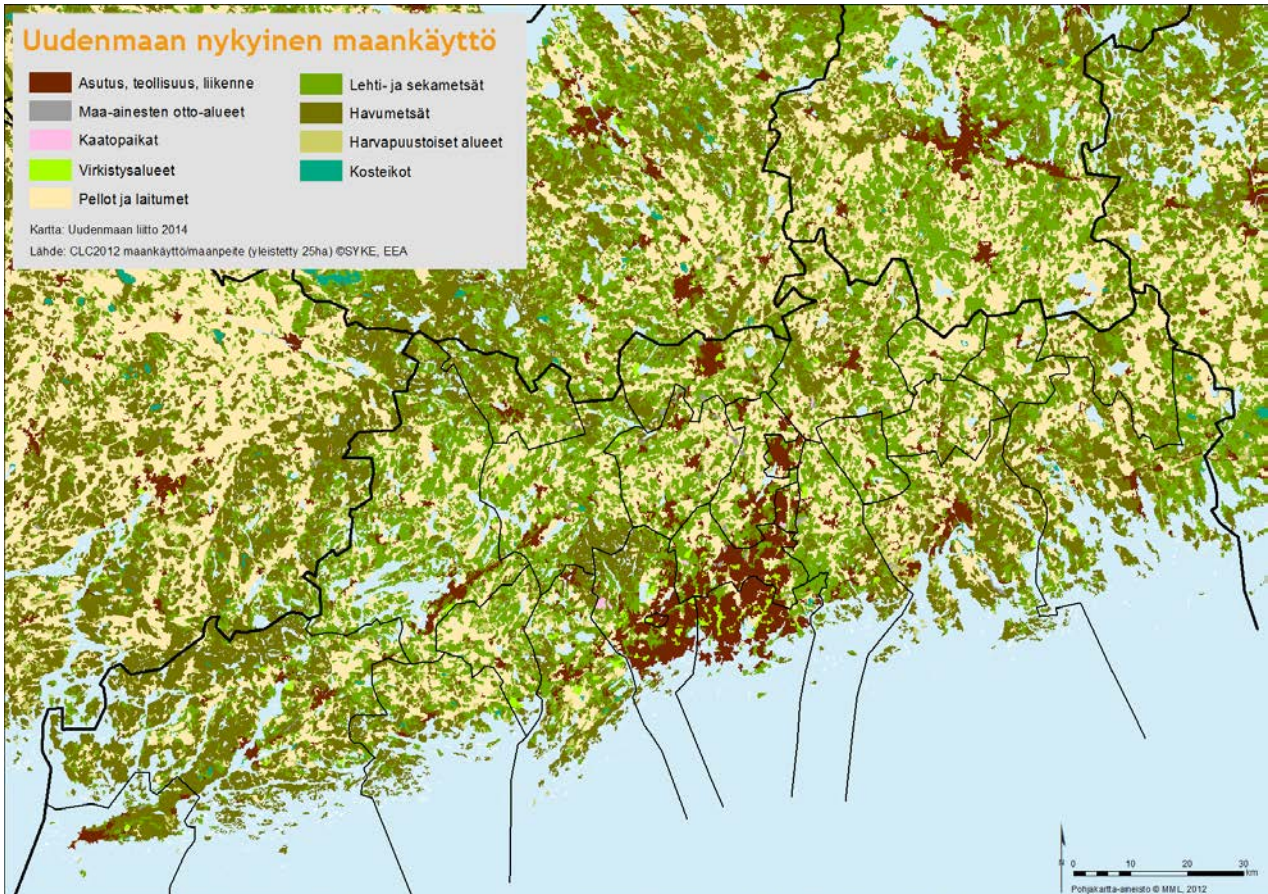 Uudenmaan nykyinen maankäyttö
Asutus, teollisuus, liikenne
Maa-ainesten otto-alueet
Kaatopaikat
Virkistysalueet
Pellot ja laitumet
Lehti- ja sekametsät
Havumetsät
Harvapuustoiset alueet
Kosteikot
Kartta: Uudenmaan liitto 2014
Lähde: CLC2012 maankäyttö/maanpeite (yleistetty 25ha) ©SYKE, EEA
N
0 10 20 30
km
Pohjakartta-aineisto © MML, 2012